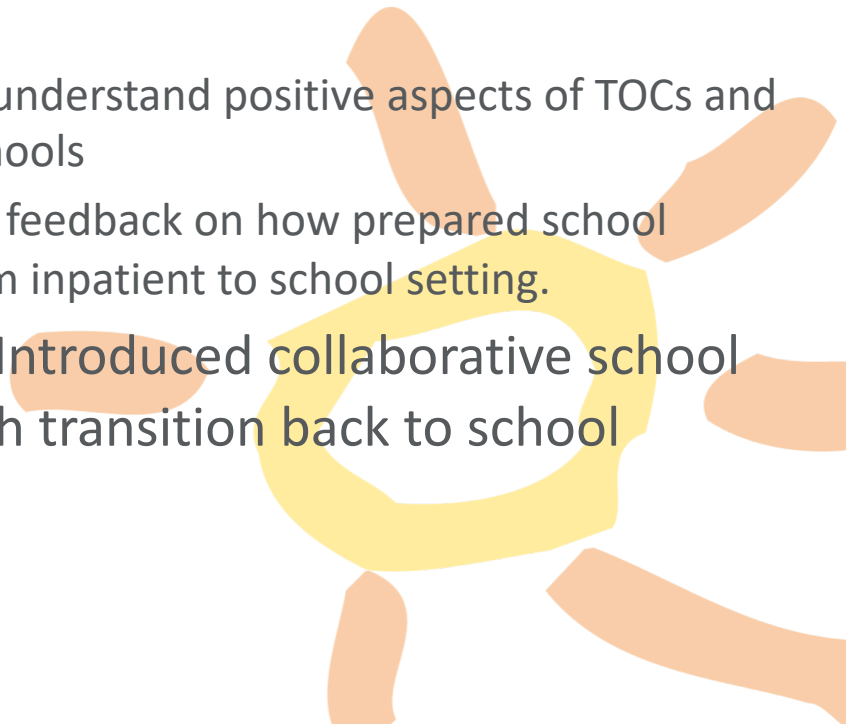 understand positive aspects of TOCs and
hools
feedback on how prepared school
m inpatient to school setting.
Introduced collaborative school
h transition back to school